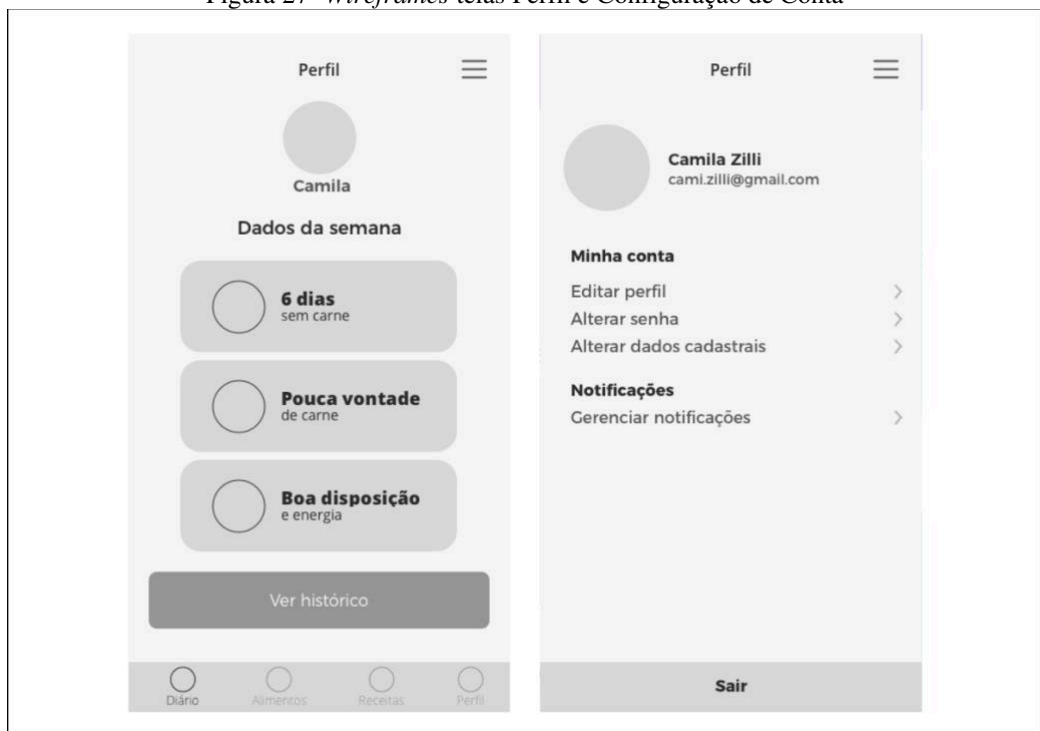 Figura 27- Wireframes telas Perfil e Configuração de Conta
Perfil
Camila
Dados da semana
6 dias
sem carne
Pouca vontade
de carne
Boa disposição
e energia
Ver histórico
Diário
Alimentos
Receitas
Perfil
Perfil
Camila Zilli
cami.zilli@gmail.com
Minha conta
Editar perfil
Alterar senha
Alterar dados cadastrais
Notificações
Gerenciar notificações
Sair